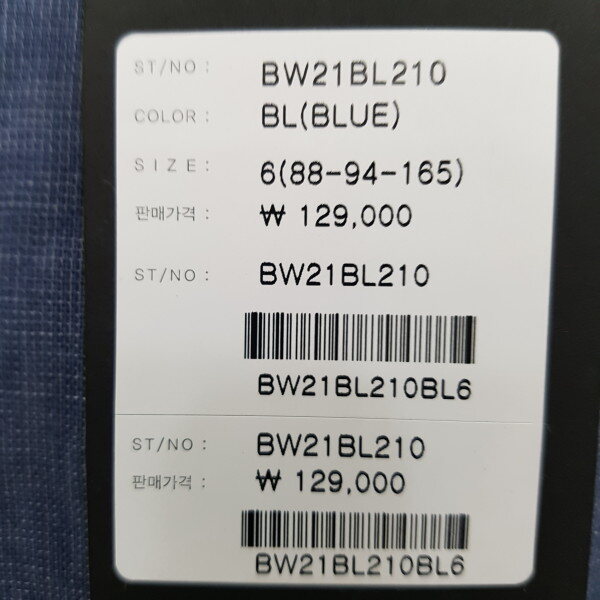 ST/NO : BW21BL210
COLOR : BL(BLUE)
SIZE : 6(88-94-165)
판매가격 : ₩ 129,000
ST/NO : BW21BL210
BW21BL210BL6
ST/NO : BW21BL210
판매가격 : ₩ 129,000
BW21BL210BL6